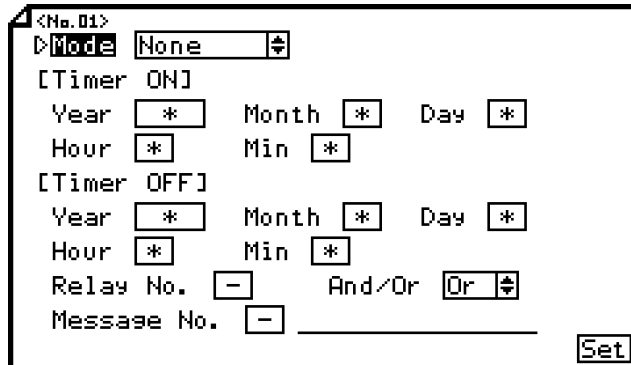 <No.01>
Mode None
[Timer ON]
Year * Month * Day *
Hour * Min *
[Timer OFF]
Year * Month * Day *
Hour * Min *
Relay No. - And/Or Or
Message No. -
Set